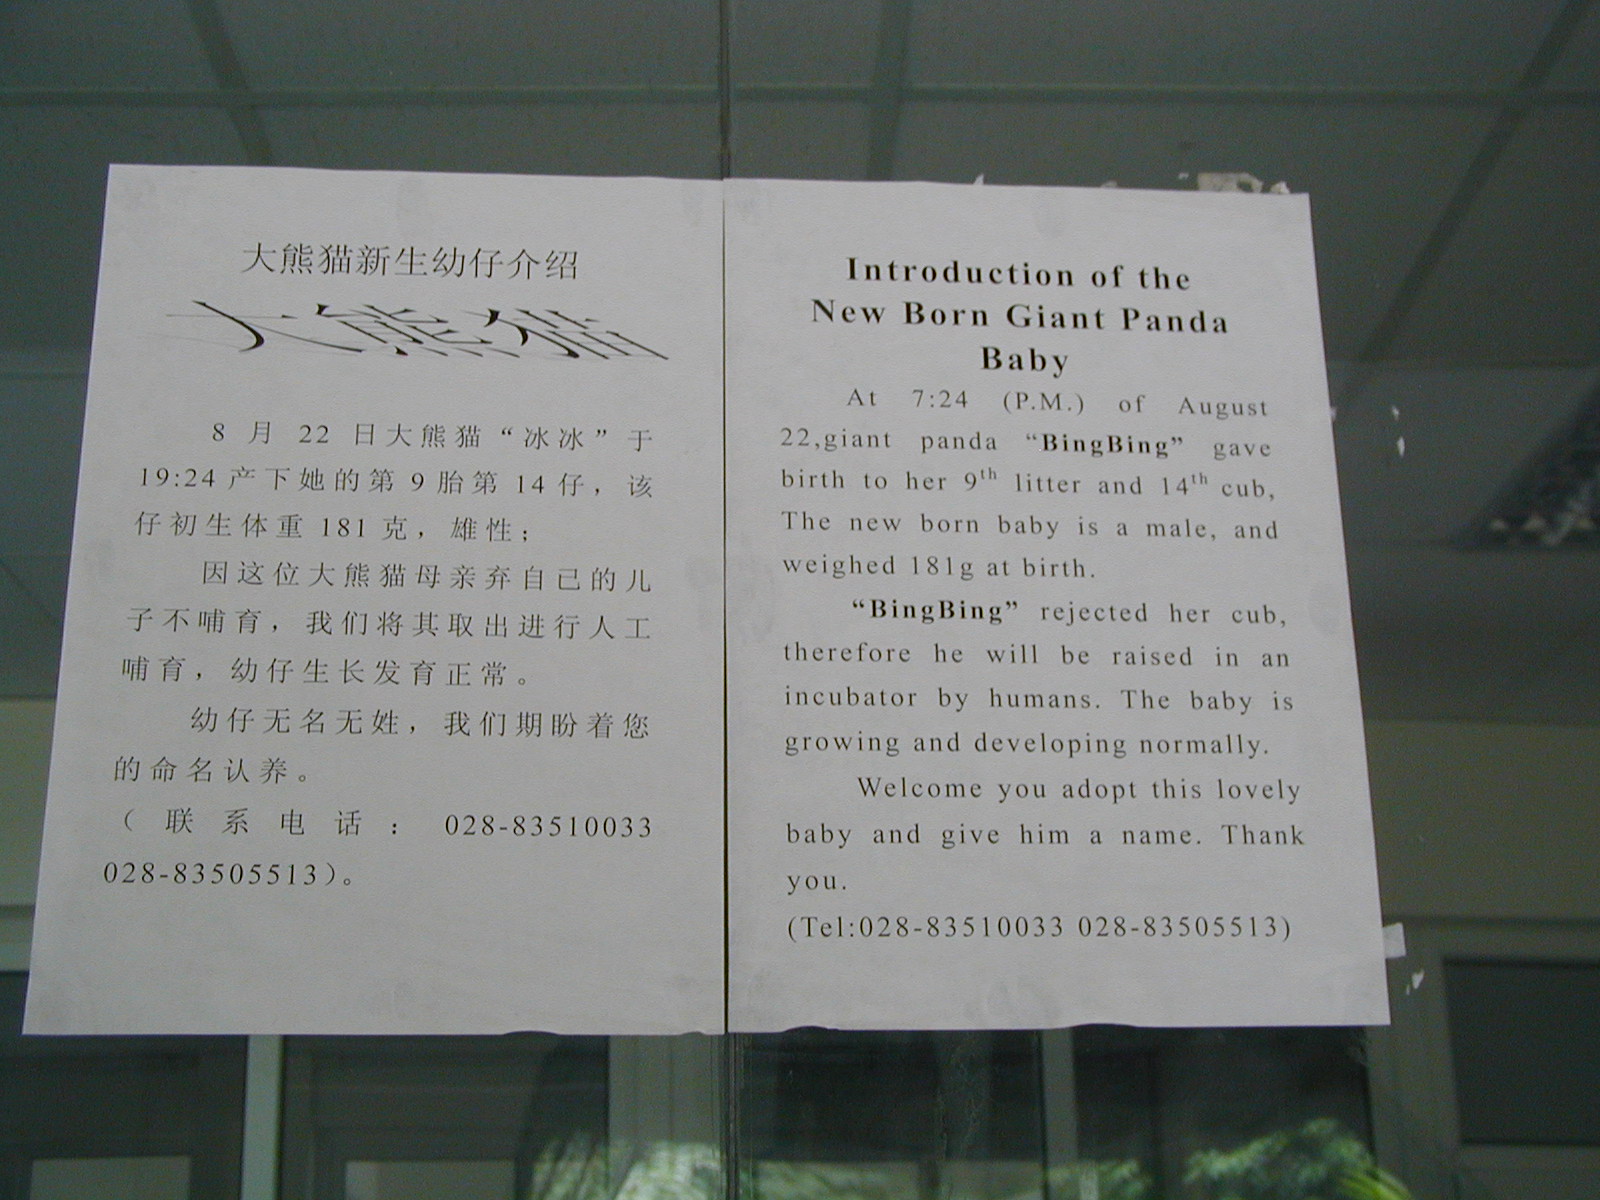 大熊猫新生幼仔介绍
大熊猫
8 月 22 日大熊猫“冰冰”于
19:24 产下她的第 9 胎第 14 仔，该
仔初生体重 181 克，雄性；
因这位大熊猫母亲弃自己的儿
子不哺育，我们将其取出进行人工
哺育，幼仔生长发育正常。
幼仔无名无姓，我们期盼着您
的命名认养。
（联系电话：028-83510033
028-83505513）。
Introduction of the
New Born Giant Panda
Baby
At 7:24 (P.M.) of August
22,giant panda “BingBing” gave
birth to her 9th litter and 14th cub,
The new born baby is a male, and
weighed 181g at birth.
“BingBing” rejected her cub,
therefore he will be raised in an
incubator by humans. The baby is
growing and developing normally.
Welcome you adopt this lovely
baby and give him a name. Thank
you.
(Tel:028-83510033 028-83505513)